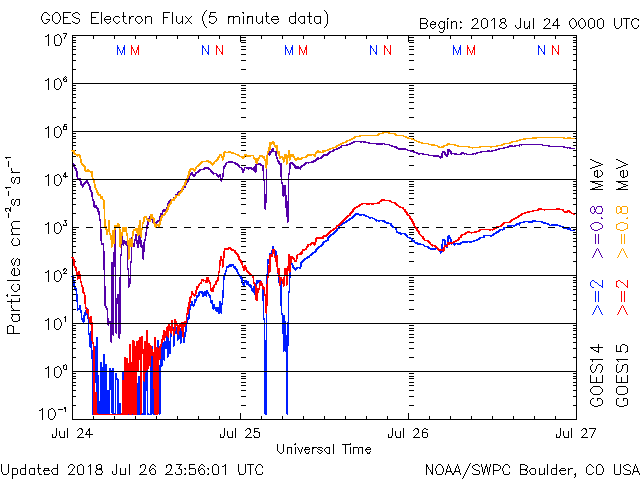 GOES Electron Flux (5 minute data)
Begin: 2018 Jul 24 0000 UTC
10⁷
M M N N M M N N M M N N
10⁶
10⁵
10⁴
10³
10²
10¹
10⁰
10⁻¹
Particles cm⁻²s⁻¹sr⁻¹
Jul 24 Jul 25 Jul 26 Jul 27
Universal Time
GOES14 >=2 >=0.8 MeV
GOES15 >=2 >=0.8 MeV
Updated 2018 Jul 26 23:56:01 UTC
NOAA/SWPC Boulder, CO USA